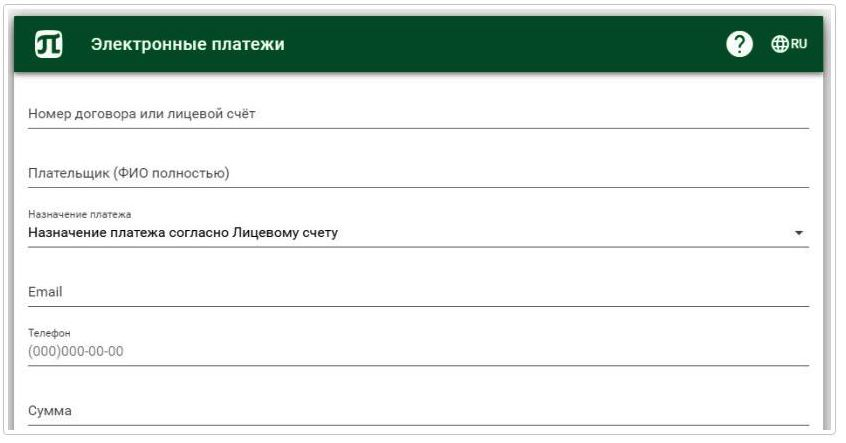 π Электронные платежи ? RU
Номер договора или лицевой счёт
Плательщик (ФИО полностью)
Назначение платежа
Назначение платежа согласно Лицевому счету
Email
Телефон
(000)000-00-00
Сумма